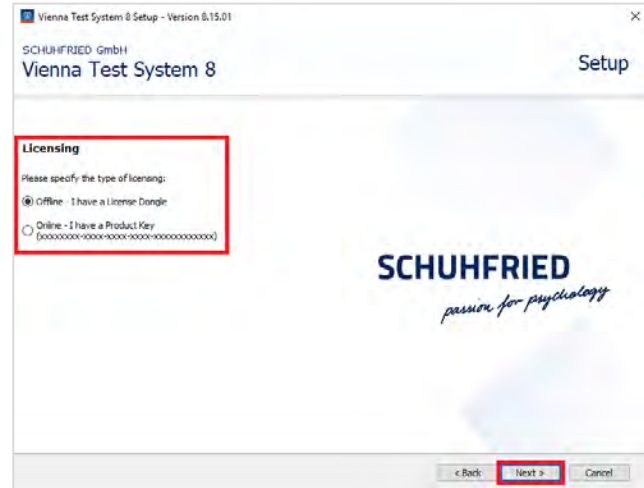 Vienna Test System 8 Setup - Version 8.15.01
SCHUHFRIED GmbH
Vienna Test System 8
Setup
Licensing
Please specify the type of licensing:
Offline - I have a License Dongle
Online - I have a Product Key
(xxxxxxxx-xxxx-xxxx-xxxx-xxxxxxxxxxxx)
SCHUHFRIED
passion for psychology
< Back
Next >
Cancel